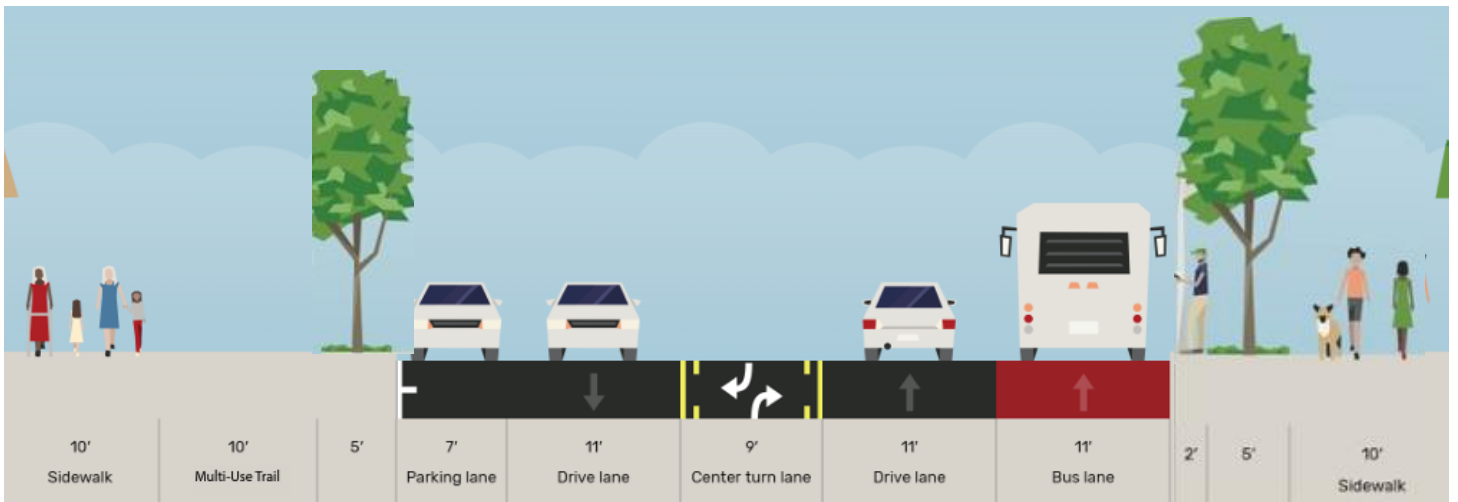 10'
Sidewalk
10'
Multi-Use Trail
5'
7'
Parking lane
11'
Drive lane
9'
Center turn lane
11'
Drive lane
11'
Bus lane
2'
5'
10'
Sidewalk